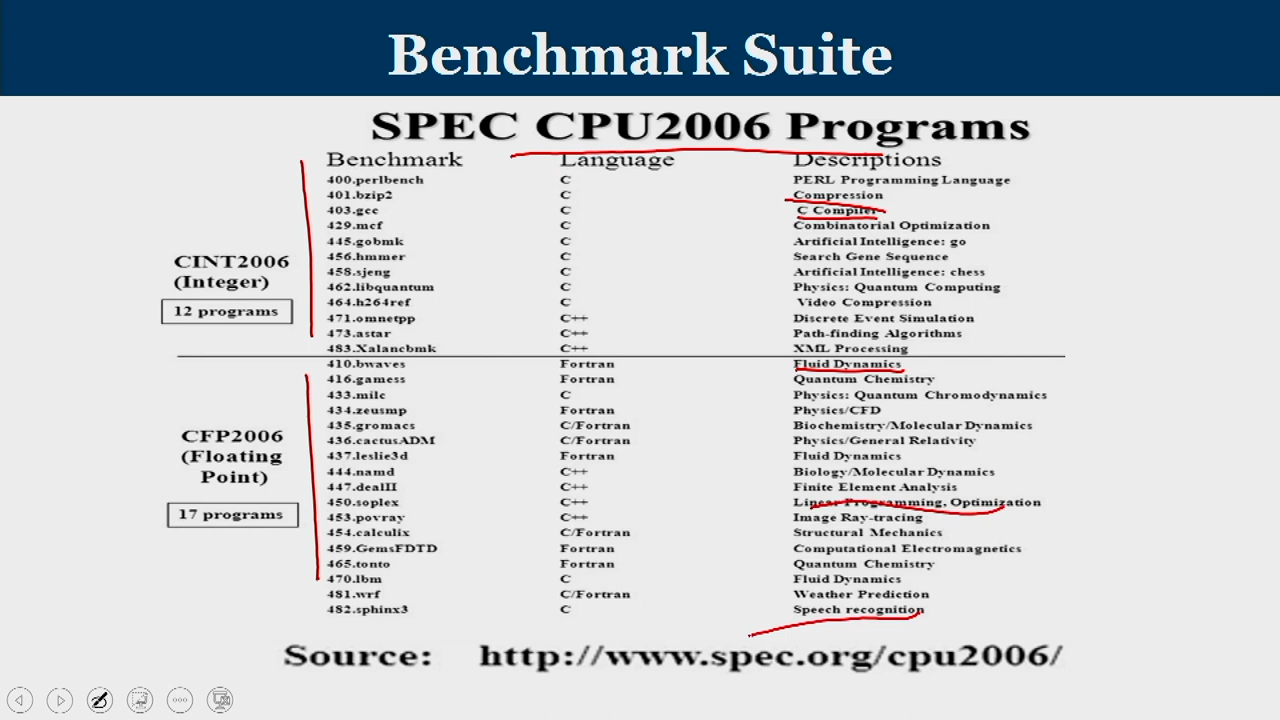 Benchmark Suite
SPEC CPU2006 Programs
Benchmark Language Descriptions
400.perlbench C PERL Programming Language
401.bzip2 C Compression
403.gcc C C Compiler
429.mcf C Combinatorial Optimization
445.gobmk C Artificial Intelligence: go
456.hmmer C Search Gene Sequence
458.sjeng C Artificial Intelligence: chess
462.libquantum C Physics: Quantum Computing
464.h264ref C Video Compression
471.omnetpp C++ Discrete Event Simulation
473.astar C++ Path-finding Algorithms
483.Xalancbmk C++ XML Processing
CINT2006
(Integer)
12 programs
410.bwaves Fortran Fluid Dynamics
416.gamess Fortran Quantum Chemistry
433.milc C Physics: Quantum Chromodynamics
434.zeusmp Fortran Physics/CFD
435.gromacs C/Fortran Biochemistry/Molecular Dynamics
436.cactusADM C/Fortran Physics/General Relativity
437.leslie3d Fortran Fluid Dynamics
444.namd C++ Biology/Molecular Dynamics
447.dealII C++ Finite Element Analysis
450.soplex C++ Linear Programming, Optimization
453.povray C++ Image Ray-tracing
454.calculix C/Fortran Structural Mechanics
459.GemsFDTD Fortran Computational Electromagnetics
465.tonto Fortran Quantum Chemistry
470.lbm C Fluid Dynamics
481.wrf C/Fortran Weather Prediction
482.sphinx3 C Speech recognition
CFP2006
(Floating
Point)
17 programs
Source: http://www.spec.org/cpu2006/